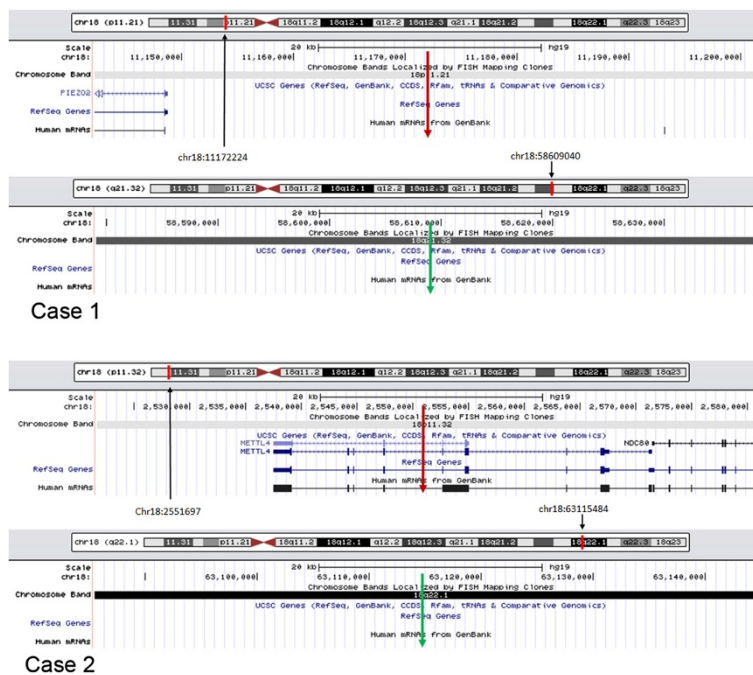 chr18 (p11.21) 11.31 p11.21 18q11.2 18q12.1 q12.2 18q12.3 q21.1 18q21.2 18q22.1 q22.3 18q23
Scale 20 kb hg19
chr18: 11,150,000 11,160,000 11,170,000 11,180,000 11,190,000 11,200,000
Chromosome Bands Localized by FISH Mapping Clones
Chromosome Band 18p11.21
UCSC Genes (RefSeq, GenBank, CCDS, Rfam, tRNAs & Comparative Genomics)
PIEZO2
RefSeq Genes
RefSeq Genes
Human mRNAs from GenBank
Human mRNAs
chr18:11172224
chr18:58609040
chr18 (q21.32) 11.31 p11.21 18q11.2 18q12.1 q12.2 18q12.3 q21.1 18q21.2 18q22.1 q22.3 18q23
Scale 20 kb hg19
chr18: 58,590,000 58,600,000 58,610,000 58,620,000 58,630,000
Chromosome Bands Localized by FISH Mapping Clones
Chromosome Band 18q21.32
UCSC Genes (RefSeq, GenBank, CCDS, Rfam, tRNAs & Comparative Genomics)
RefSeq Genes
RefSeq Genes
Human mRNAs from GenBank
Human mRNAs
Case 1
chr18 (p11.32) 11.31 p11.21 18q11.2 18q12.1 q12.2 18q12.3 q21.1 18q21.2 18q22.1 q22.3 18q23
Scale 20 kb hg19
chr18: 2,530,000 2,535,000 2,540,000 2,545,000 2,550,000 2,555,000 2,560,000 2,565,000 2,570,000 2,575,000 2,580,000
Chromosome Bands Localized by FISH Mapping Clones
Chromosome Band 18p11.32
UCSC Genes (RefSeq, GenBank, CCDS, Rfam, tRNAs & Comparative Genomics)
METTL4 NDC80
METTL4
RefSeq Genes
RefSeq Genes
Human mRNAs from GenBank
Human mRNAs
Chr18:2551697
chr18:63115484
chr18 (q22.1) 11.31 p11.21 18q11.2 18q12.1 q12.2 18q12.3 q21.1 18q21.2 18q22.1 q22.3 18q23
Scale 20 kb hg19
chr18: 63,100,000 63,110,000 63,120,000 63,130,000 63,140,000
Chromosome Bands Localized by FISH Mapping Clones
Chromosome Band 18q22.1
UCSC Genes (RefSeq, GenBank, CCDS, Rfam, tRNAs & Comparative Genomics)
RefSeq Genes
RefSeq Genes
Human mRNAs from GenBank
Human mRNAs
Case 2